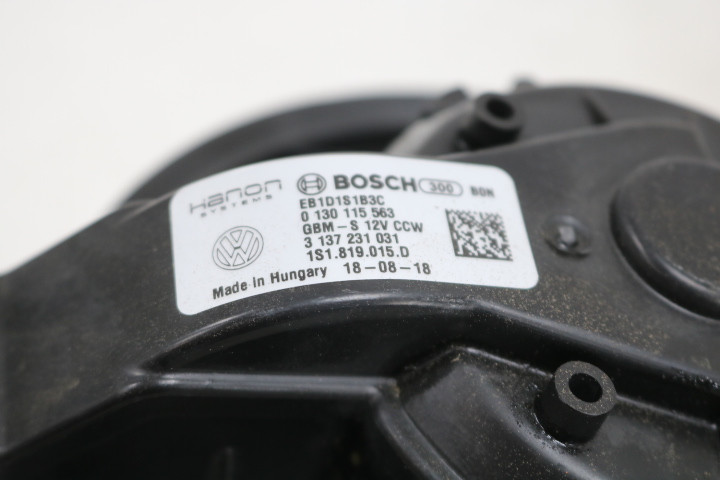 Hanon SYSTEMS BOSCH 300 BDN
EB1D1S1B3C
0 130 115 563
GBM-S 12V CCW
3 137 231 031
1S1.819.015.D
Made in Hungary 18-08-18